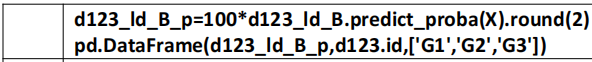 d123_ld_B_p=100*d123_ld_B.predict_proba(X).round(2)
pd.DataFrame(d123_ld_B_p,d123.id,['G1','G2','G3'])